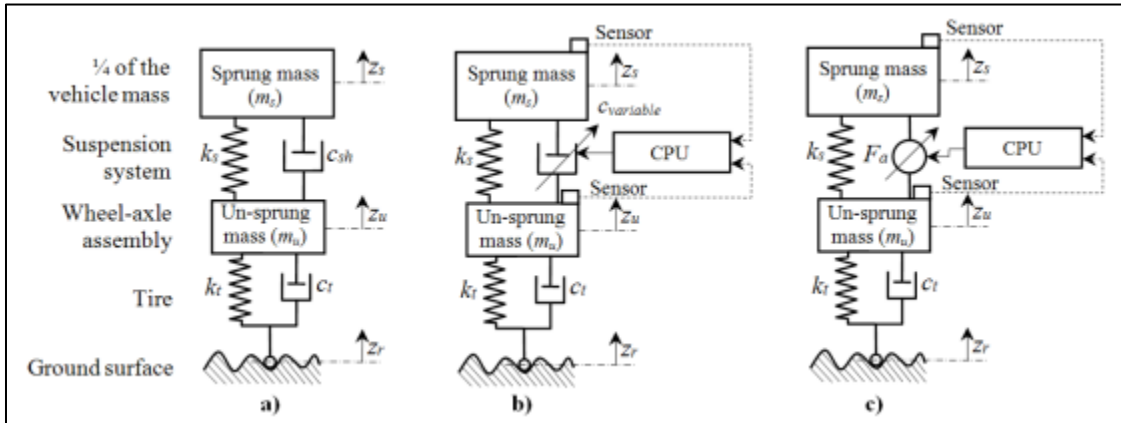 ¼ of the
vehicle mass
Suspension
system
Wheel-axle
assembly
Tire
Ground surface
Sprung mass
(ms)
zs
ks
csh
Un-sprung
mass (mu)
zu
kt
ct
zr
a)
Sensor
Sprung mass
(ms)
zs
cvariable
ks
CPU
Sensor
Un-sprung
mass (mu)
zu
kt
ct
zr
b)
Sensor
Sprung mass
(ms)
zs
ks
Fa
CPU
Sensor
Un-sprung
mass (mu)
zu
kt
ct
zr
c)